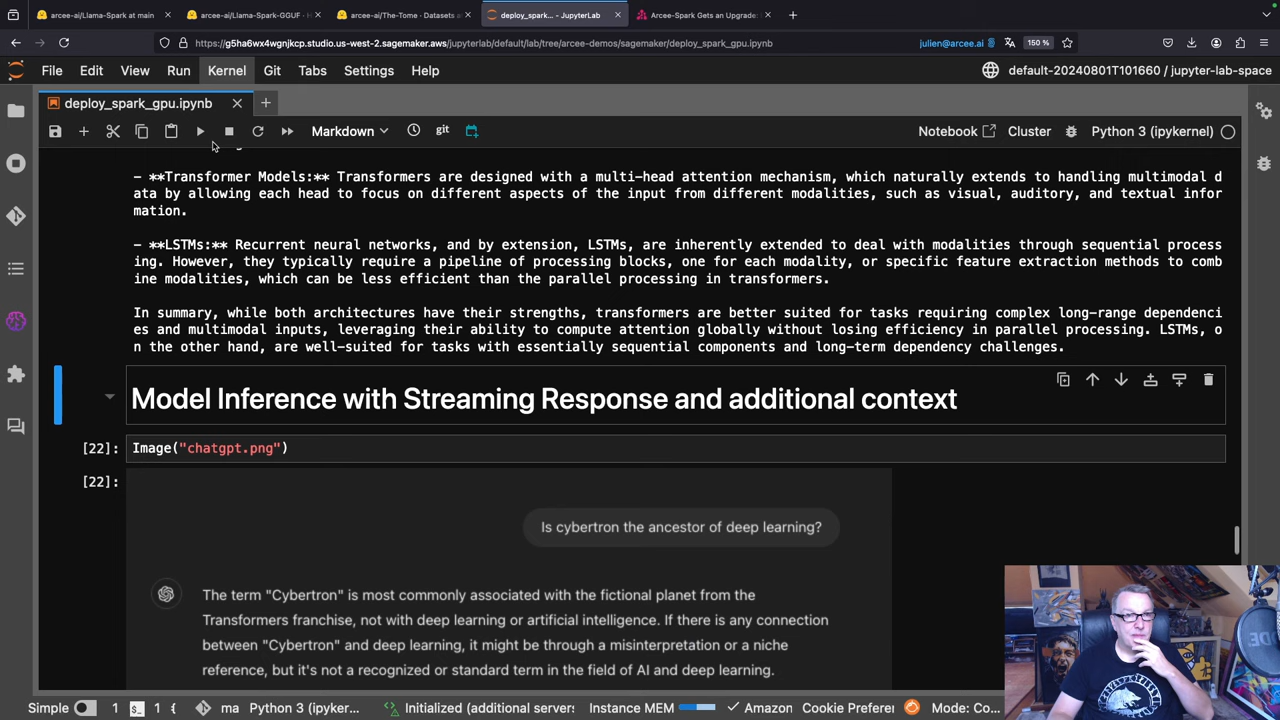 arcee-ai/Llama-Spark at main
arcee-ai/Llama-Spark-GGUF · H
arcee-ai/The-Tome · Datasets a
deploy_spark... - JupyterLab
Arcee-Spark Gets an Upgrade:
https://g5ha6wx4wgnjkcp.studio.us-west-2.sagemaker.aws/jupyterlab/default/lab/tree/arcee-demos/sagemaker/deploy_spark_gpu.ipynb
julien@arcee.ai
150 %
File Edit View Run Kernel Git Tabs Settings Help
default-20240801T101660 / jupyter-lab-space
deploy_spark_gpu.ipynb
Markdown
git
Notebook
Cluster
Python 3 (ipykernel)
- **Transformer Models:** Transformers are designed with a multi-head attention mechanism, which naturally extends to handling multimodal d
ata by allowing each head to focus on different aspects of the input from different modalities, such as visual, auditory, and textual infor
mation.
- **LSTMs:** Recurrent neural networks, and by extension, LSTMs, are inherently extended to deal with modalities through sequential process
ing. However, they typically require a pipeline of processing blocks, one for each modality, or specific feature extraction methods to comb
ine modalities, which can be less efficient than the parallel processing in transformers.
In summary, while both architectures have their strengths, transformers are better suited for tasks requiring complex long-range dependenci
es and multimodal inputs, leveraging their ability to compute attention globally without losing efficiency in parallel processing. LSTMs, o
n the other hand, are well-suited for tasks with essentially sequential components and long-term dependency challenges.
Model Inference with Streaming Response and additional context
[22]: Image("chatgpt.png")
[22]:
Is cybertron the ancestor of deep learning?
The term "Cybertron" is most commonly associated with the fictional planet from the
Transformers franchise, not with deep learning or artificial intelligence. If there is any connection
between "Cybertron" and deep learning, it might be through a misinterpretation or a niche
reference, but it's not a recognized or standard term in the field of AI and deep learning.
Simple 1 1 ma Python 3 (ipyker... Initialized (additional servers Instance MEM Amazon Cookie Preferer Mode: Co...